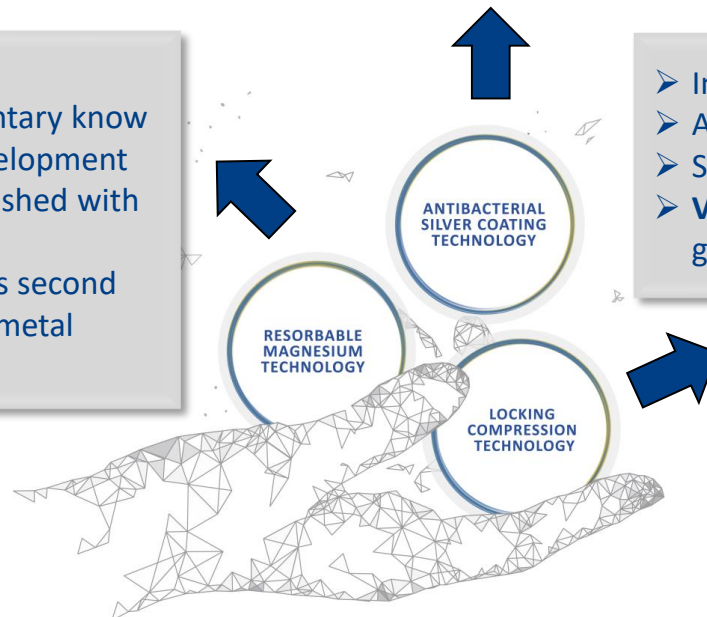 ntary know
elopment
shed with
s second
metal
ANTIBACTERIAL
SILVER COATING
TECHNOLOGY
RESORBABLE
MAGNESIUM
TECHNOLOGY
LOCKING
COMPRESSION
TECHNOLOGY
➢ I
➢ A
➢ S
➢ V
g